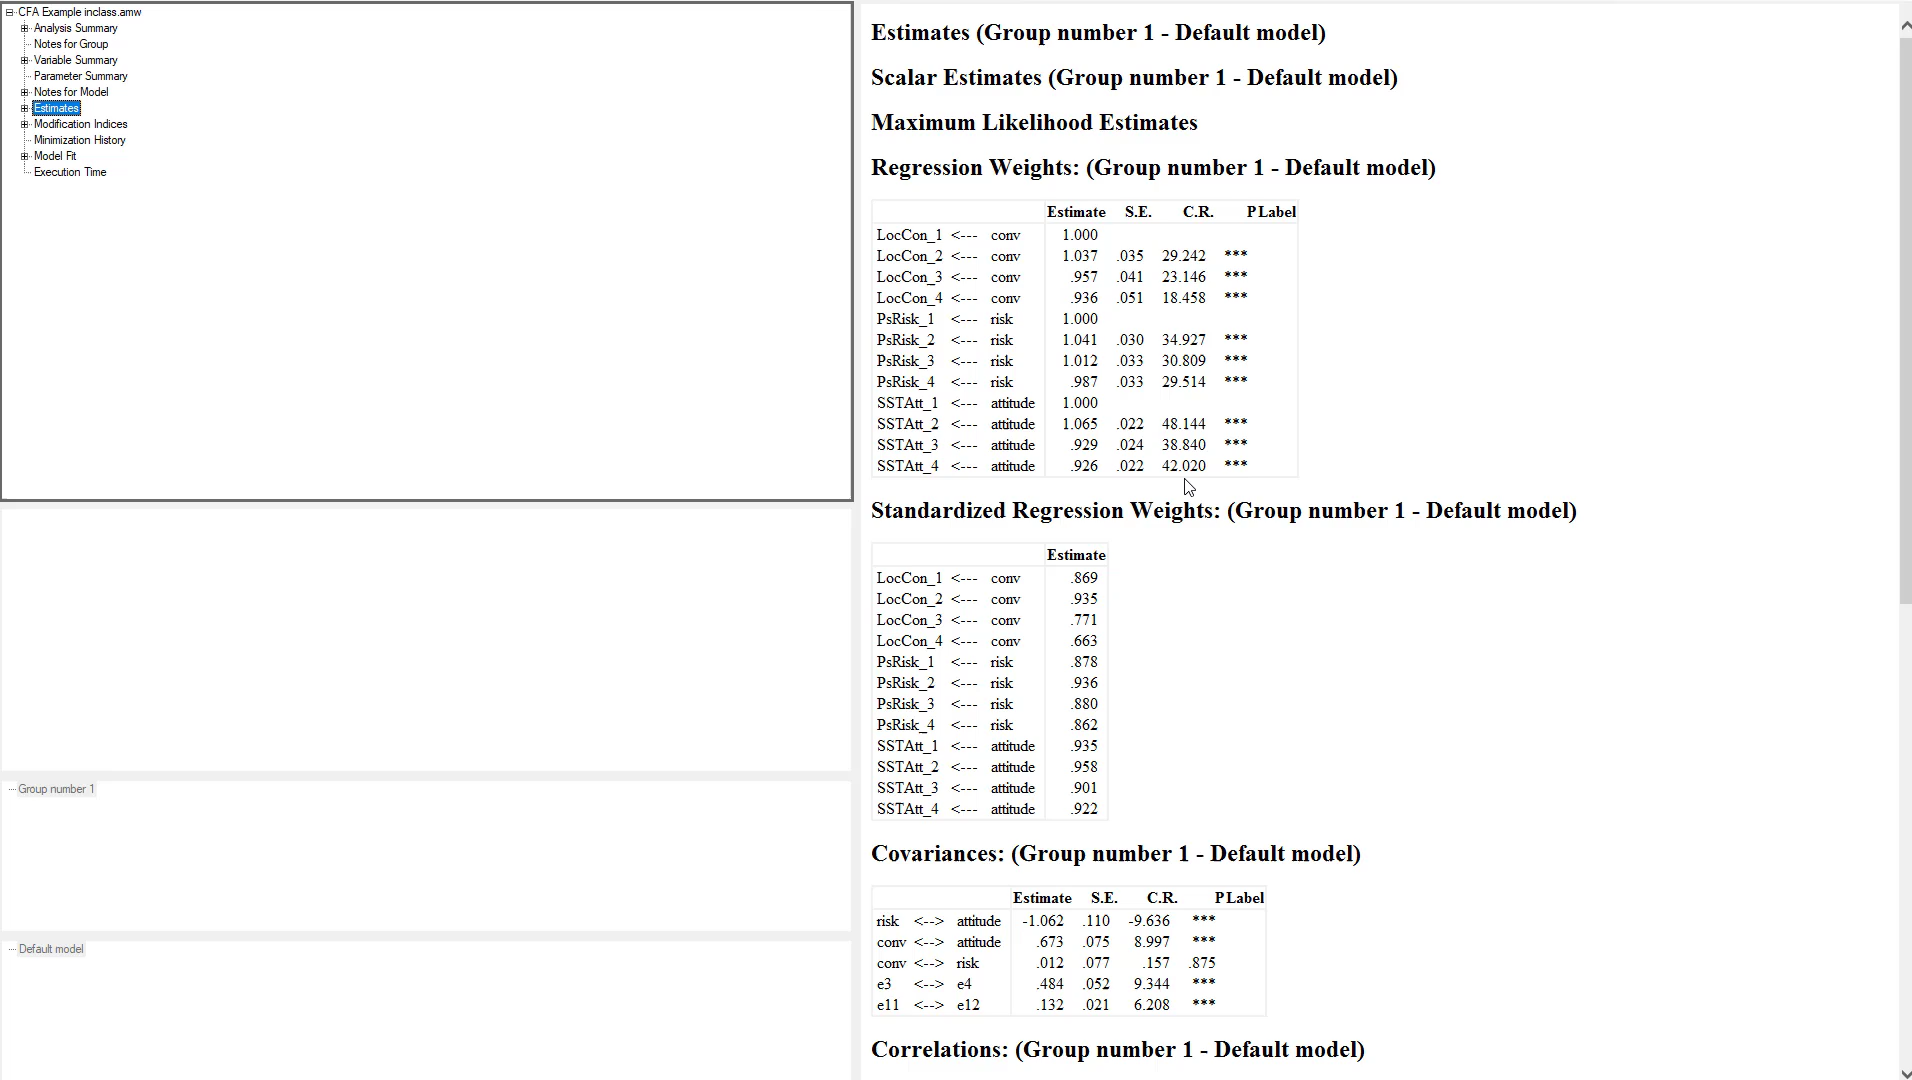 CFA Example inclass.amw
Analysis Summary
Notes for Group
Variable Summary
Parameter Summary
Notes for Model
Estimates
Modification Indices
Minimization History
Model Fit
Execution Time
Group number 1
Default model
Estimates (Group number 1 - Default model)
Scalar Estimates (Group number 1 - Default model)
Maximum Likelihood Estimates
Regression Weights: (Group number 1 - Default model)
Estimate S.E. C.R. P Label
LocCon_1 <--- conv 1.000
LocCon_2 <--- conv 1.037 .035 29.242 ***
LocCon_3 <--- conv .957 .041 23.146 ***
LocCon_4 <--- conv .936 .051 18.458 ***
PsRisk_1 <--- risk 1.000
PsRisk_2 <--- risk 1.041 .030 34.927 ***
PsRisk_3 <--- risk 1.012 .033 30.809 ***
PsRisk_4 <--- risk .987 .033 29.514 ***
SSTAtt_1 <--- attitude 1.000
SSTAtt_2 <--- attitude 1.065 .022 48.144 ***
SSTAtt_3 <--- attitude .929 .024 38.840 ***
SSTAtt_4 <--- attitude .926 .022 42.020 ***
Standardized Regression Weights: (Group number 1 - Default model)
Estimate
LocCon_1 <--- conv .869
LocCon_2 <--- conv .935
LocCon_3 <--- conv .771
LocCon_4 <--- conv .663
PsRisk_1 <--- risk .878
PsRisk_2 <--- risk .936
PsRisk_3 <--- risk .880
PsRisk_4 <--- risk .862
SSTAtt_1 <--- attitude .935
SSTAtt_2 <--- attitude .958
SSTAtt_3 <--- attitude .901
SSTAtt_4 <--- attitude .922
Covariances: (Group number 1 - Default model)
Estimate S.E. C.R. P Label
risk <--> attitude -1.062 .110 -9.636 ***
conv <--> attitude .673 .075 8.997 ***
conv <--> risk .012 .077 .157 .875
e3 <--> e4 .484 .052 9.344 ***
e11 <--> e12 .132 .021 6.208 ***
Correlations: (Group number 1 - Default model)